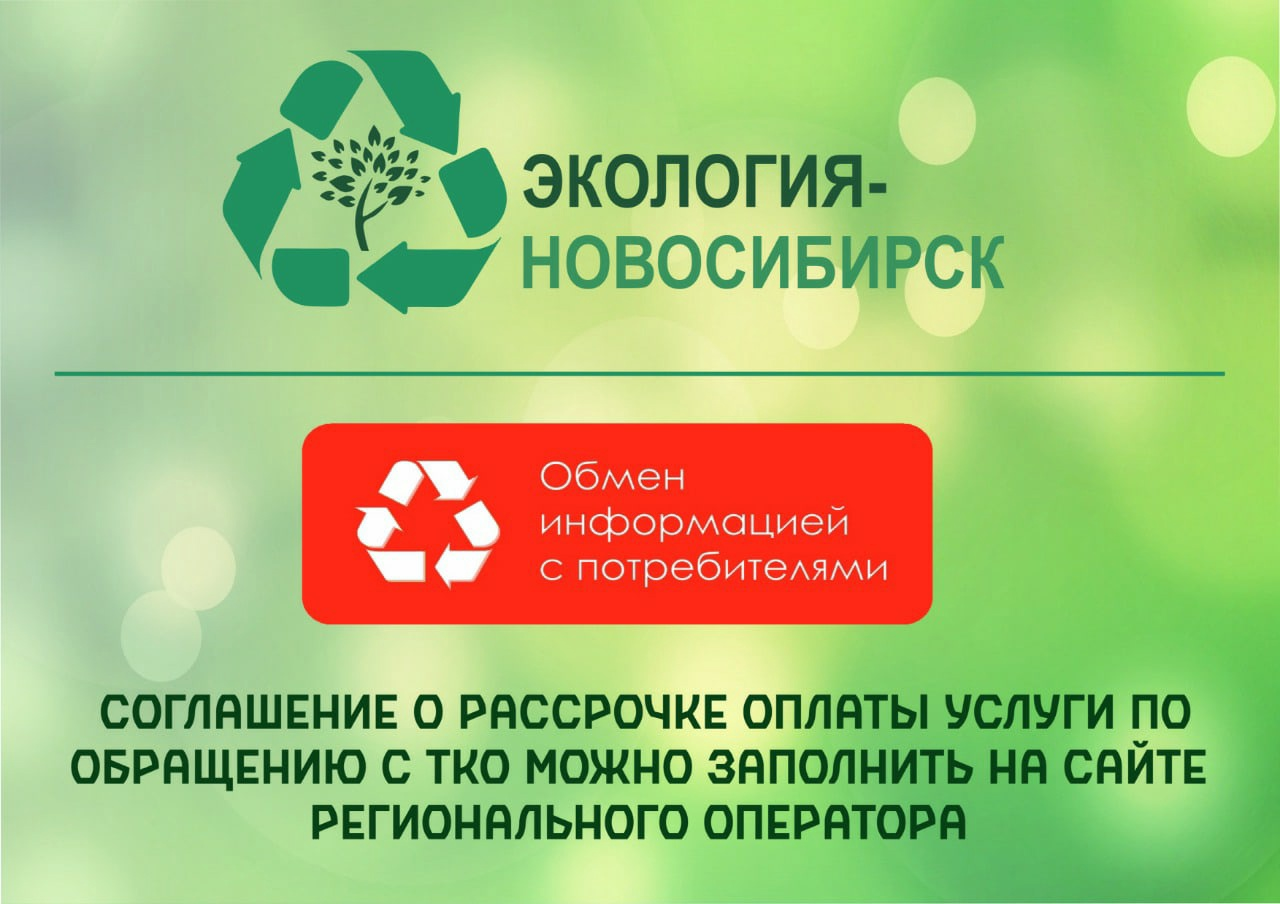 ЭКОЛОГИЯ-
НОВОСИБИРСК
Обмен
информацией
с потребителями
СОГЛАШЕНИЕ О РАССРОЧКЕ ОПЛАТЫ УСЛУГИ ПО
ОБРАЩЕНИЮ С ТКО МОЖНО ЗАПОЛНИТЬ НА САЙТЕ
РЕГИОНАЛЬНОГО ОПЕРАТОРА